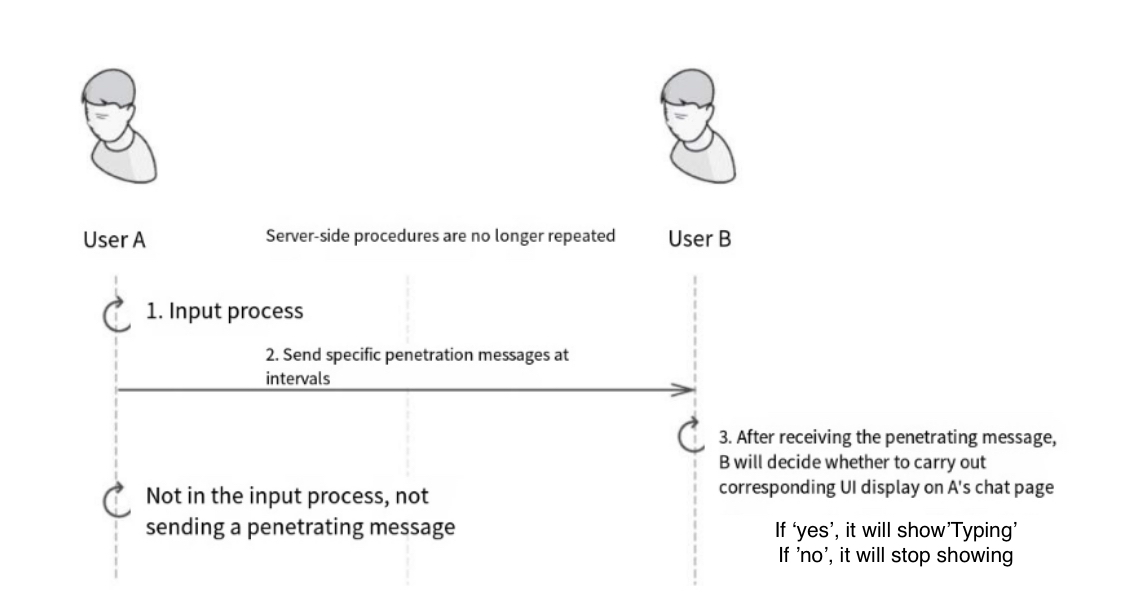 User A
Server-side procedures are no longer repeated
User B
1. Input process
2. Send specific penetration messages at
intervals
3. After receiving the penetrating message,
B will decide whether to carry out
corresponding UI display on A's chat page
Not in the input process, not
sending a penetrating message
If ‘yes’, it will show’Typing’
If ’no’, it will stop showing